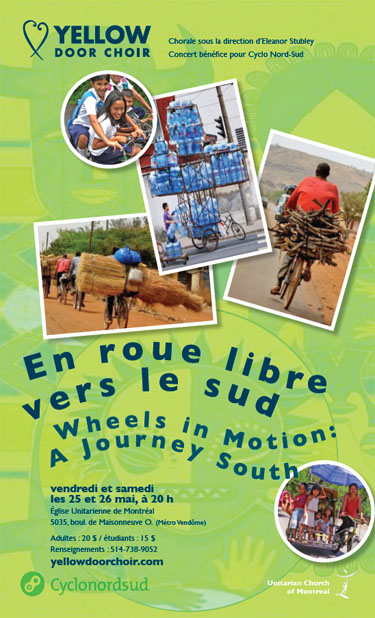 YELLOW
DOOR CHOIR
Chorale sous la direction d'Eleanor Stubley
Concert bénéfice pour Cyclo Nord-Sud
En roue libre
vers le sud
Wheels in Motion:
A Journey South
vendredi et samedi
les 25 et 26 mai, à 20 h
Église Unitarienne de Montréal
5035, boul. de Maisonneuve O. (Métro Vendôme)
Adultes : 20 $ / étudiants : 15 $
Renseignements : 514-738-9052
yellowdoorchoir.com
Cyclonordsud
Unitarian Church
of Montreal